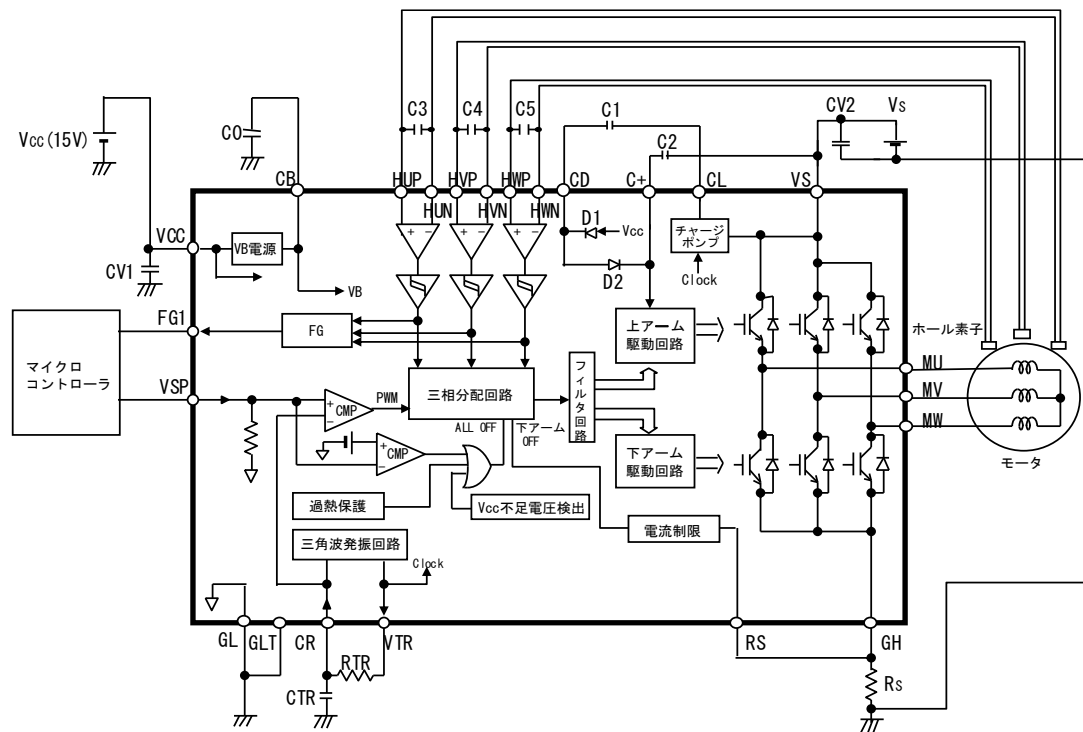 C3
C4
C5
C1
C2
CV2
Vs
Vcc(15V)
C0
CB
HUP
HVP
HWP
CD
C+
CL
VS
HUN
HVN
HWN
D1
Vcc
チャージ
ポンプ
VCC
VB電源
CV1
VB
D2
Clock
FG1
FG
上アーム
駆動回路
ホール素子
マイクロ
コントローラ
VSP
CMP
PWM
三相分配回路
フィルタ回路
MU
MV
MW
ALL OFF
下アーム
OFF
CMP
下アーム
駆動回路
モータ
過熱保護
Vcc不足電圧検出
電流制限
三角波発振回路
Clock
GL
GLT
CR
VTR
RS
GH
RTR
CTR
Rs